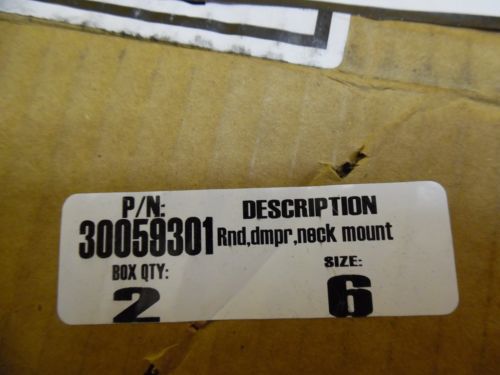 P/N: DESCRIPTION
30059301 Rnd,dmpr,neck mount
BOX QTY: SIZE:
2 6